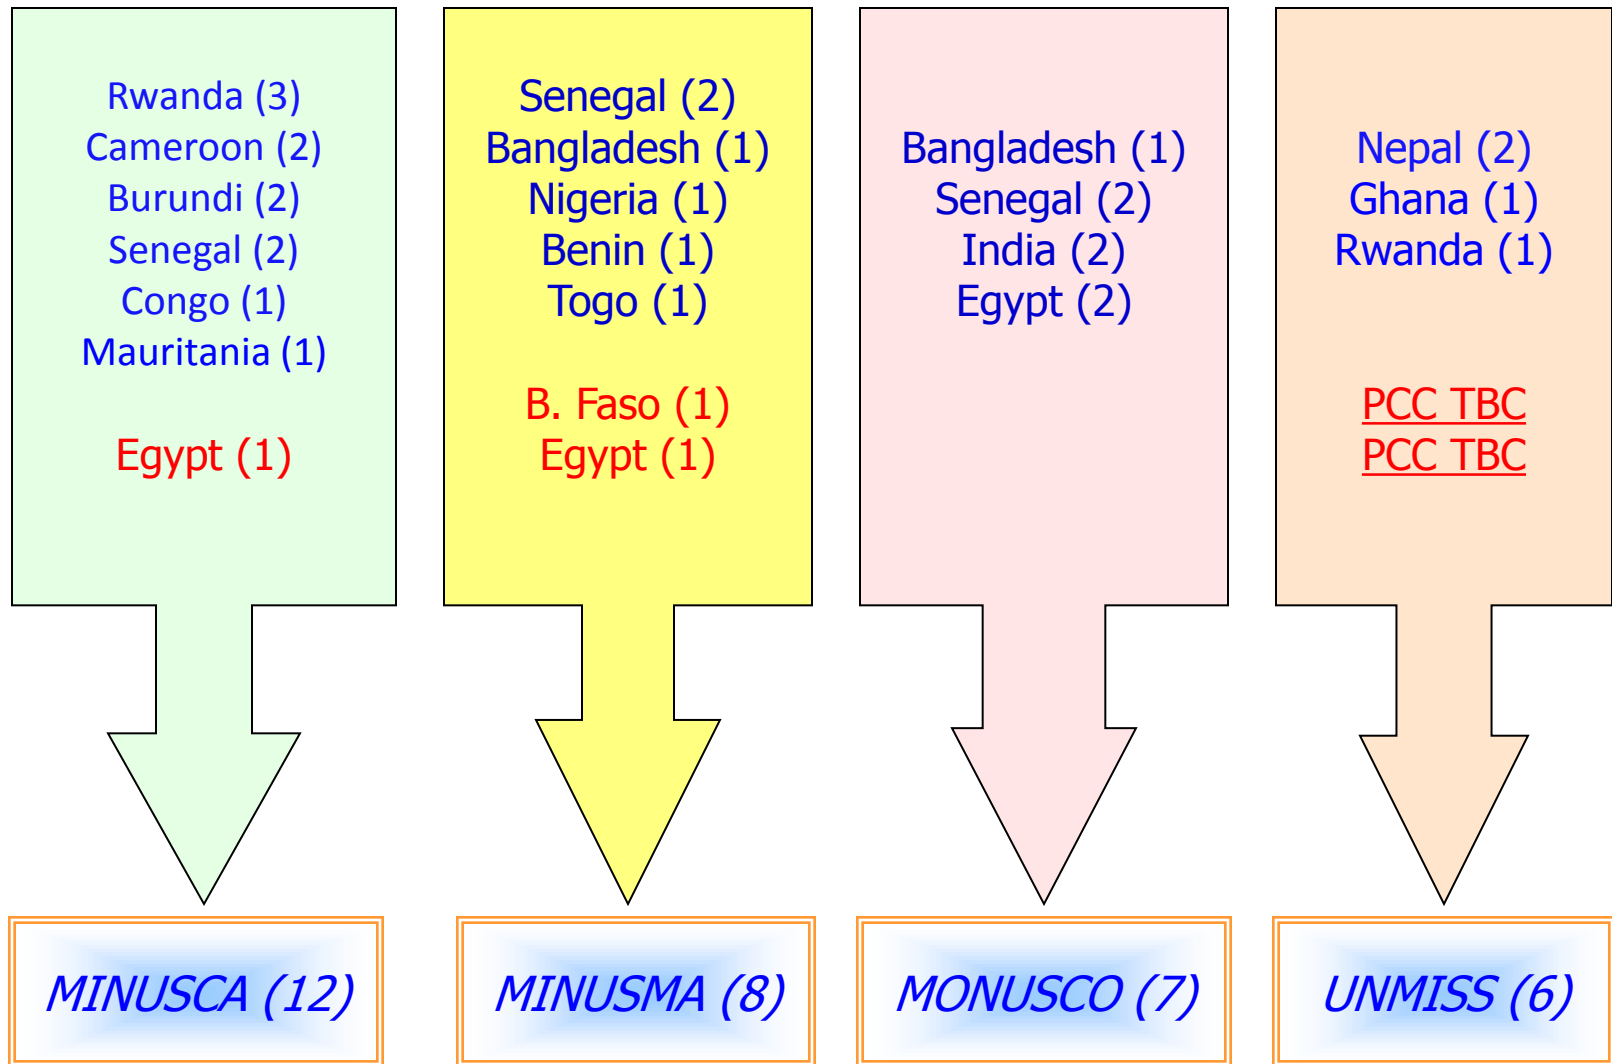 Rwanda (3)
Cameroon (2)
Burundi (2)
Senegal (2)
Congo (1)
Mauritania (1)
Egypt (1)
MINUSCA (12)
Senegal (2)
Bangladesh (1)
Nigeria (1)
Benin (1)
Togo (1)
B. Faso (1)
Egypt (1)
MINUSMA (8)
Bangladesh (1)
Senegal (2)
India (2)
Egypt (2)
MONUSCO (7)
Nepal (2)
Ghana (1)
Rwanda (1)
PCC TBC
PCC TBC
UNMISS (6)